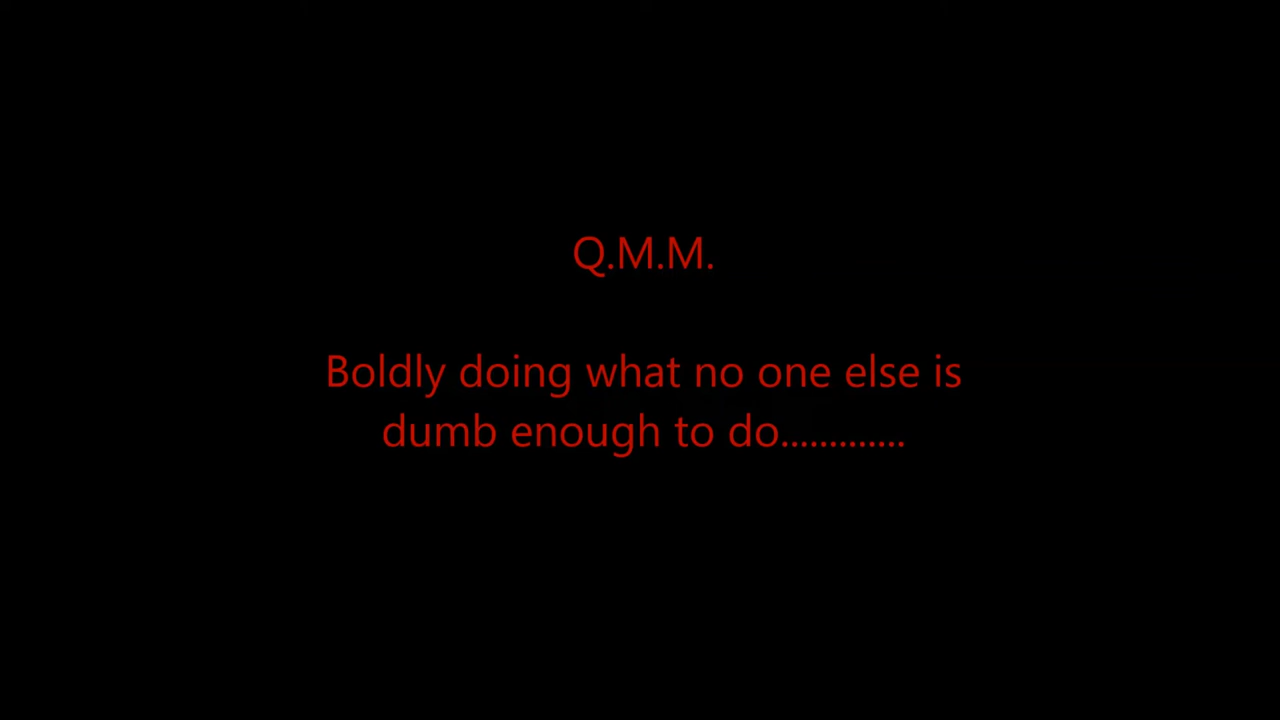 Q.M.M.
Boldly doing what no one else is
dumb enough to do.............